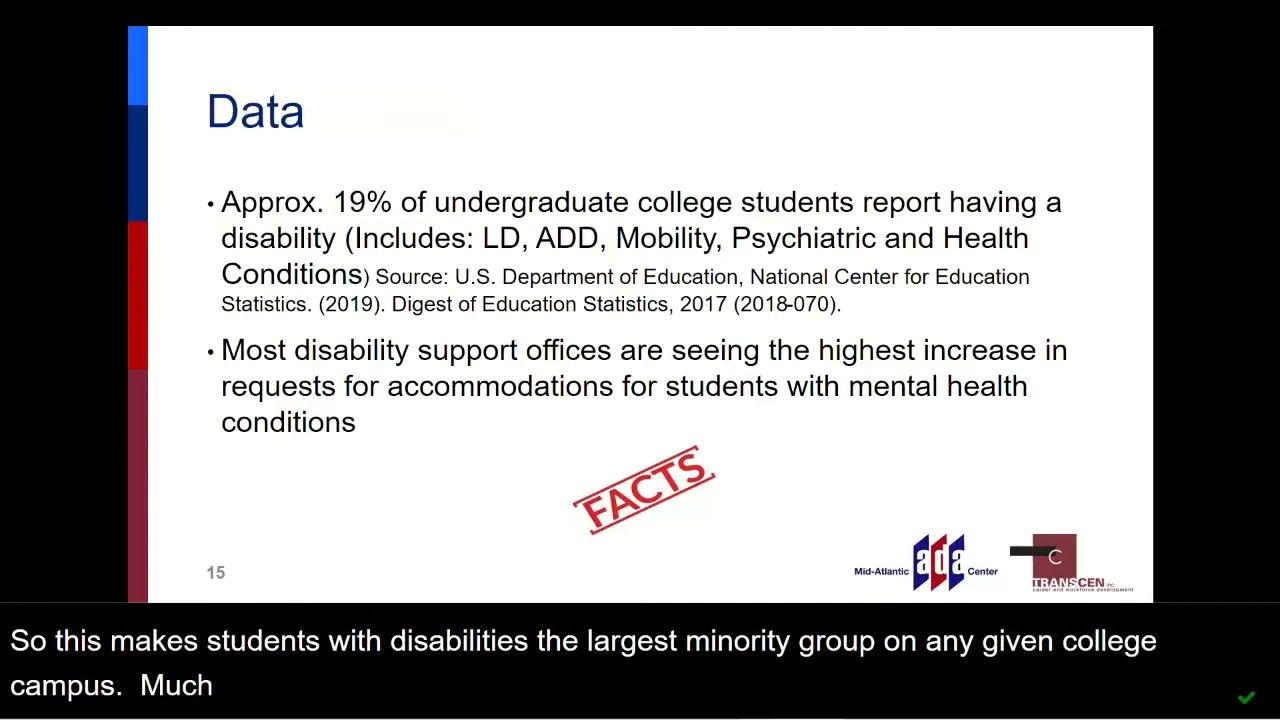 Data
• Approx. 19% of undergraduate college students report having a
disability (Includes: LD, ADD, Mobility, Psychiatric and Health
Conditions) Source: U.S. Department of Education, National Center for Education
Statistics. (2019). Digest of Education Statistics, 2017 (2018-070).
• Most disability support offices are seeing the highest increase in
requests for accommodations for students with mental health
conditions
FACTS
15
Mid-Atlantic ada Center
C
TRANSCEN inc.
career and workforce development
So this makes students with disabilities the largest minority group on any given college
campus.  Much